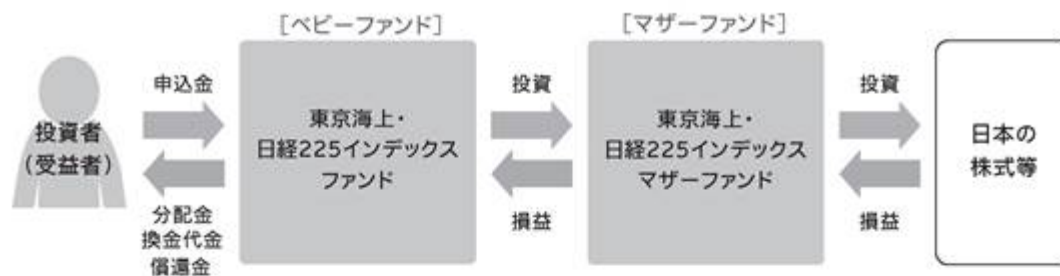 [ベビーファンド]
[マザーファンド]
投資者
(受益者)
申込金
分配金
換金代金
償還金
東京海上・
日経225インデックス
ファンド
投資
損益
東京海上・
日経225インデックス
マザーファンド
投資
損益
日本の
株式等